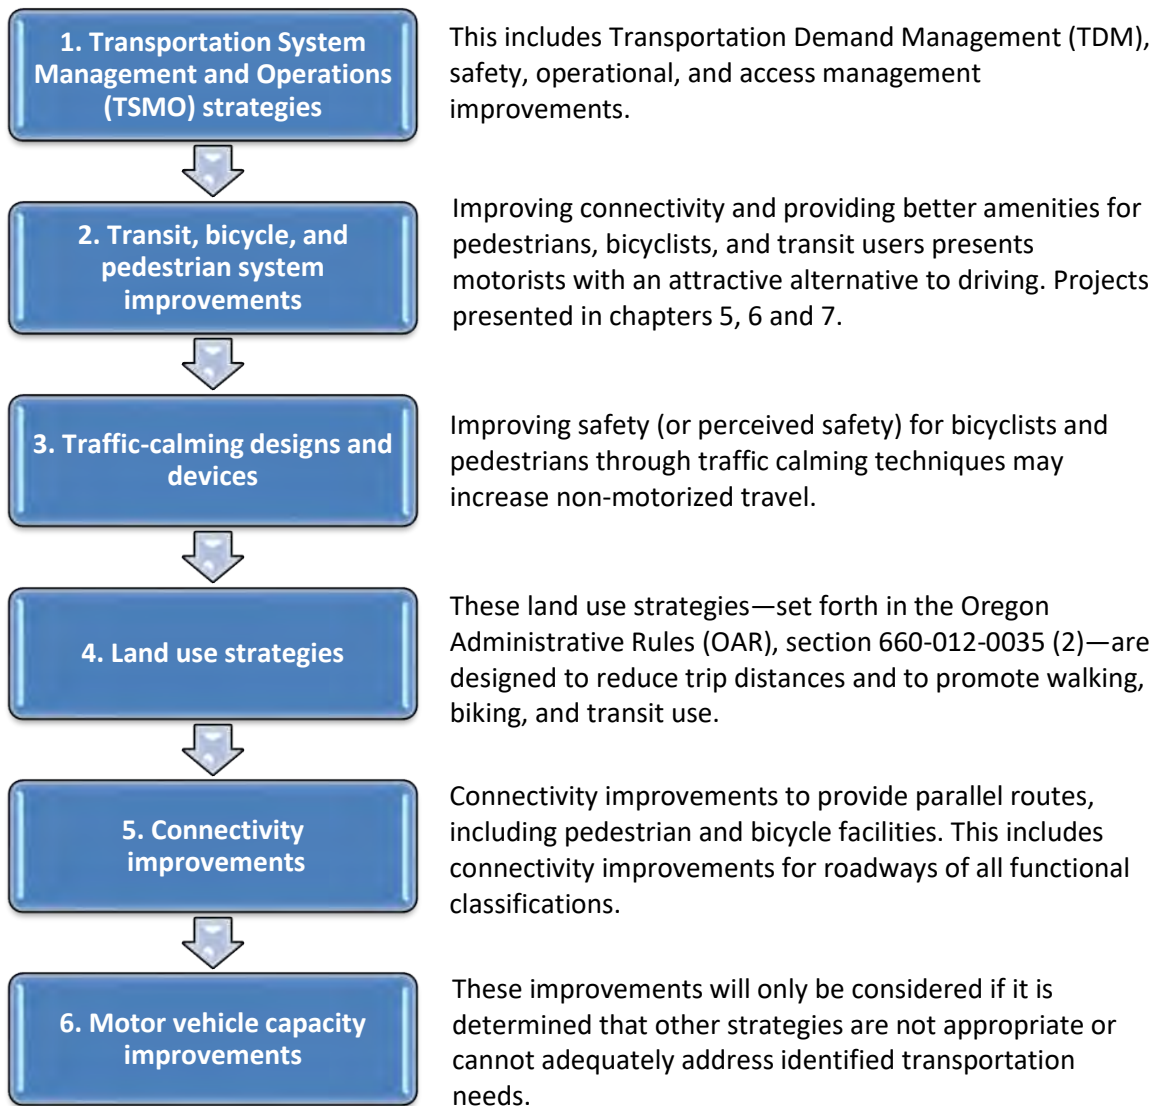 1. Transportation System
Management and Operations
(TSMO) strategies
This includes Transportation Demand Management (TDM),
safety, operational, and access management
improvements.
2. Transit, bicycle, and
pedestrian system
improvements
Improving connectivity and providing better amenities for
pedestrians, bicyclists, and transit users presents
motorists with an attractive alternative to driving. Projects
presented in chapters 5, 6 and 7.
3. Traffic-calming designs and
devices
Improving safety (or perceived safety) for bicyclists and
pedestrians through traffic calming techniques may
increase non-motorized travel.
4. Land use strategies
These land use strategies—set forth in the Oregon
Administrative Rules (OAR), section 660-012-0035 (2)—are
designed to reduce trip distances and to promote walking,
biking, and transit use.
5. Connectivity
improvements
Connectivity improvements to provide parallel routes,
including pedestrian and bicycle facilities. This includes
connectivity improvements for roadways of all functional
classifications.
6. Motor vehicle capacity
improvements
These improvements will only be considered if it is
determined that other strategies are not appropriate or
cannot adequately address identified transportation
needs.